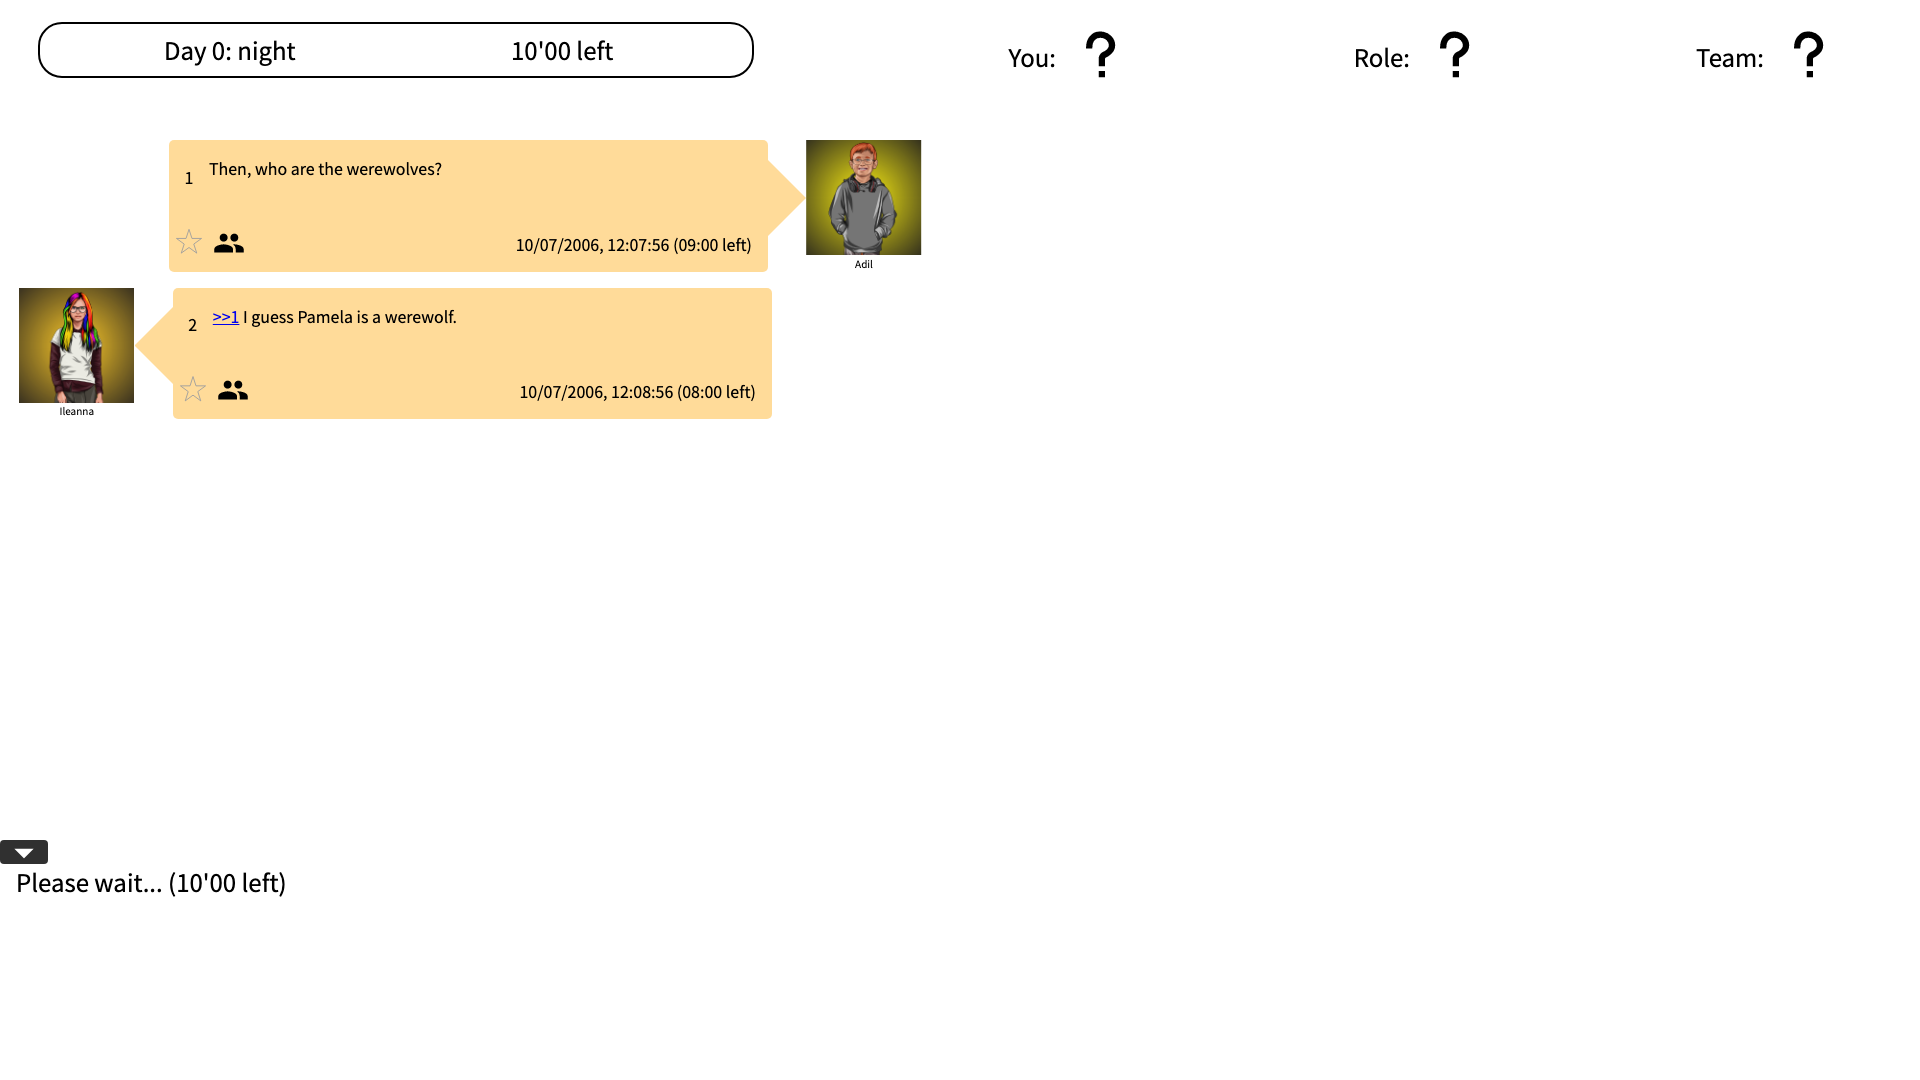 Day 0: night 10'00 left
You: ? Role: ? Team: ?
1 Then, who are the werewolves?
10/07/2006, 12:07:56 (09:00 left)
Adil
2 >>1 I guess Pamela is a werewolf.
10/07/2006, 12:08:56 (08:00 left)
Ileanna
Please wait... (10'00 left)